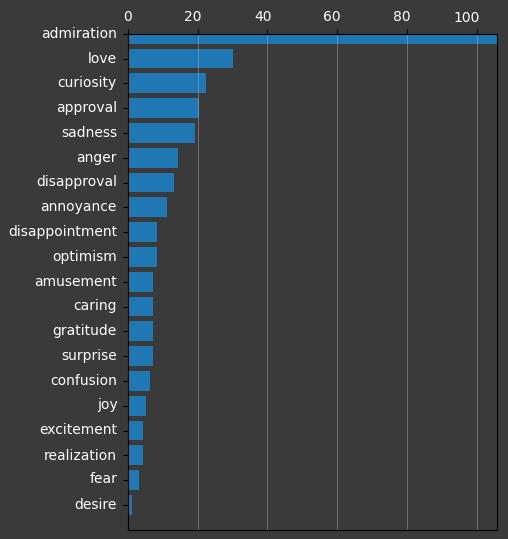 0 20 40 60 80 100
admiration
love
curiosity
approval
sadness
anger
disapproval
annoyance
disappointment
optimism
amusement
caring
gratitude
surprise
confusion
joy
excitement
realization
fear
desire